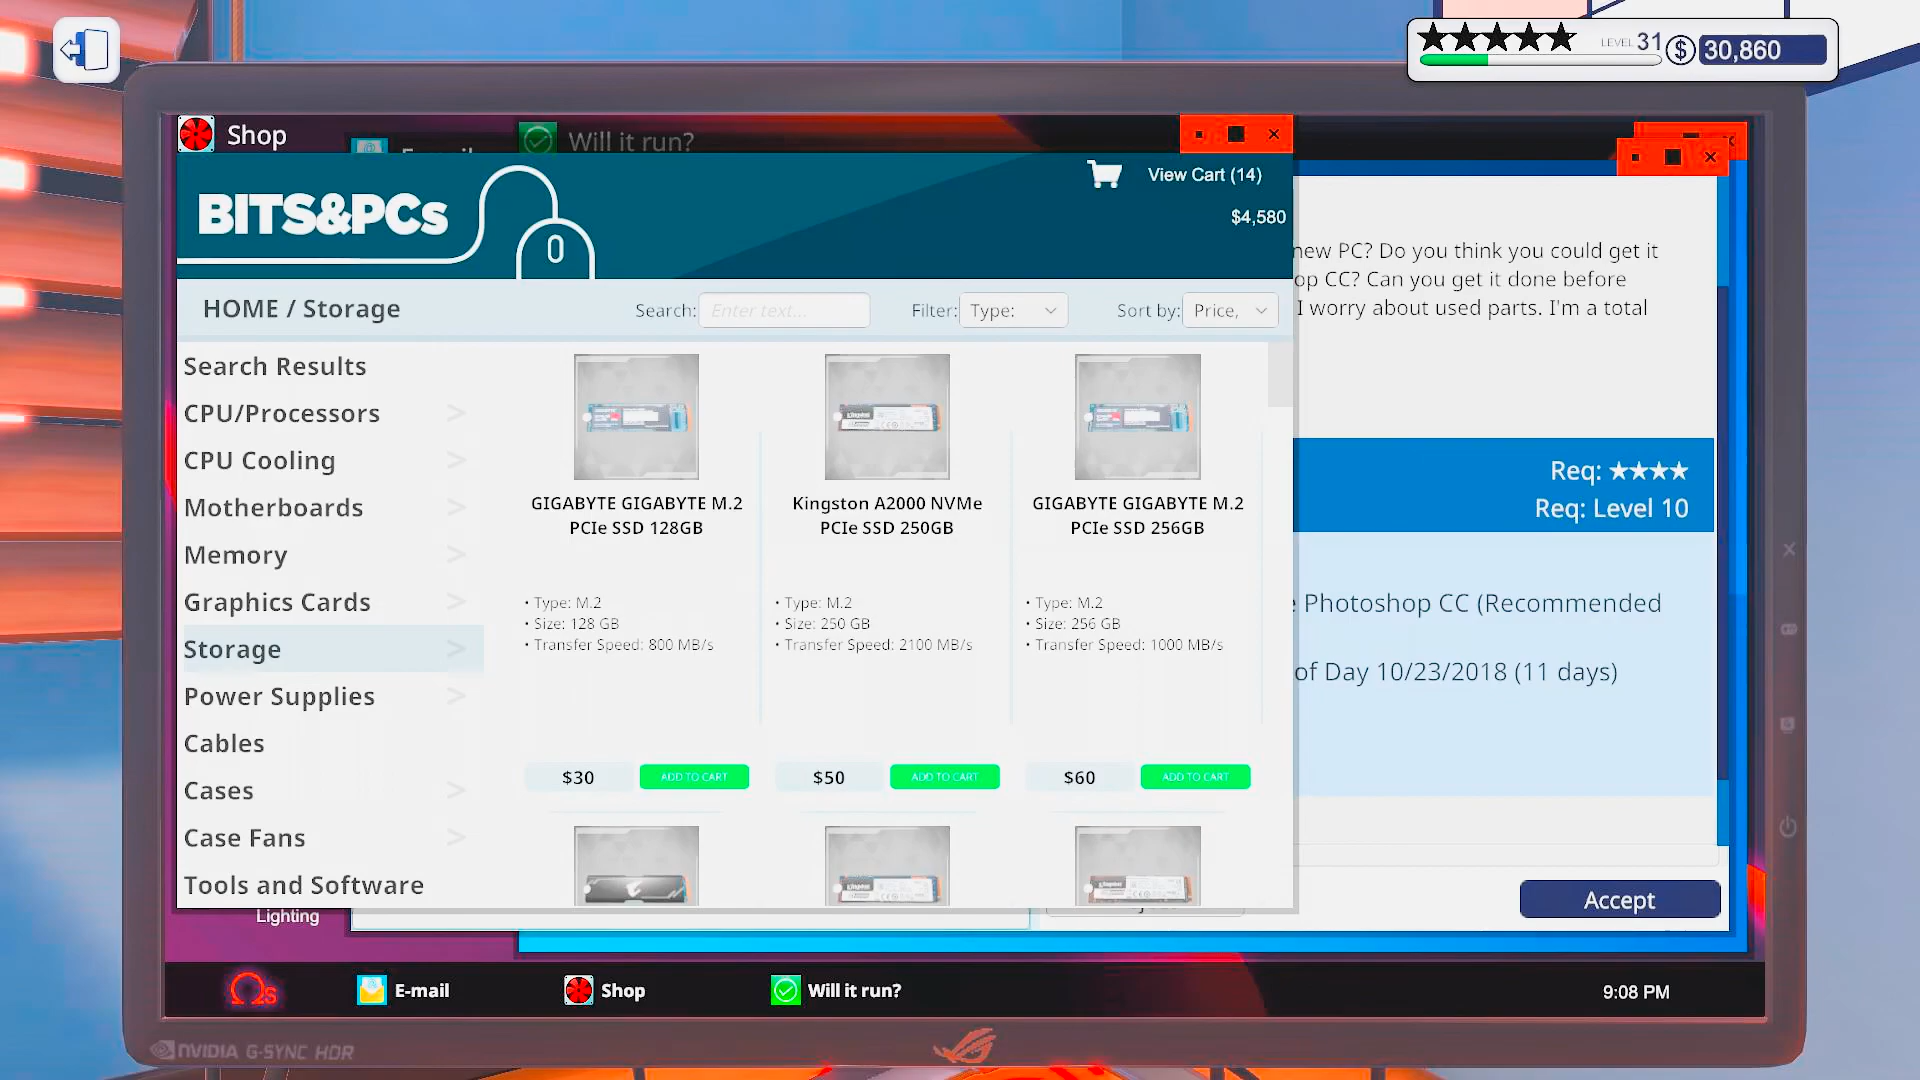 LEVEL 31
$ 30,860
Shop
Will it run?
BITS&PCs
View Cart (14)
$4,580
HOME / Storage
Search:
Enter text...
Filter:
Type:
Sort by:
Price,
Search Results
CPU/Processors
CPU Cooling
Motherboards
Memory
Graphics Cards
Storage
Power Supplies
Cables
Cases
Case Fans
Tools and Software
GIGABYTE GIGABYTE M.2
PCIe SSD 128GB
• Type: M.2
• Size: 128 GB
• Transfer Speed: 800 MB/s
$30
ADD TO CART
Kingston A2000 NVMe
PCIe SSD 250GB
• Type: M.2
• Size: 250 GB
• Transfer Speed: 2100 MB/s
$50
ADD TO CART
GIGABYTE GIGABYTE M.2
PCIe SSD 256GB
• Type: M.2
• Size: 256 GB
• Transfer Speed: 1000 MB/s
$60
ADD TO CART
new PC? Do you think you could get it
op CC? Can you get it done before
I worry about used parts. I'm a total
Req: ★★★★
Req: Level 10
Photoshop CC (Recommended
of Day 10/23/2018 (11 days)
Accept
Lighting
E-mail
Shop
Will it run?
9:08 PM
NVIDIA G-SYNC HDR